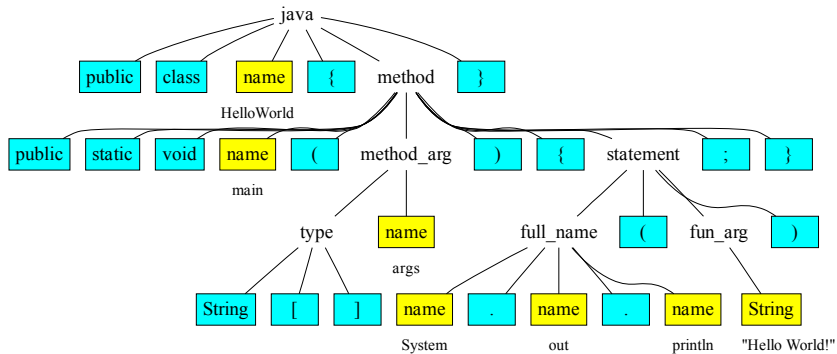 java
public class name { method }
HelloWorld
public static void name ( method_arg ) { statement ; }
main
type name full_name ( fun_arg )
args
String [ ] name . name . name String
System out println "Hello World!"